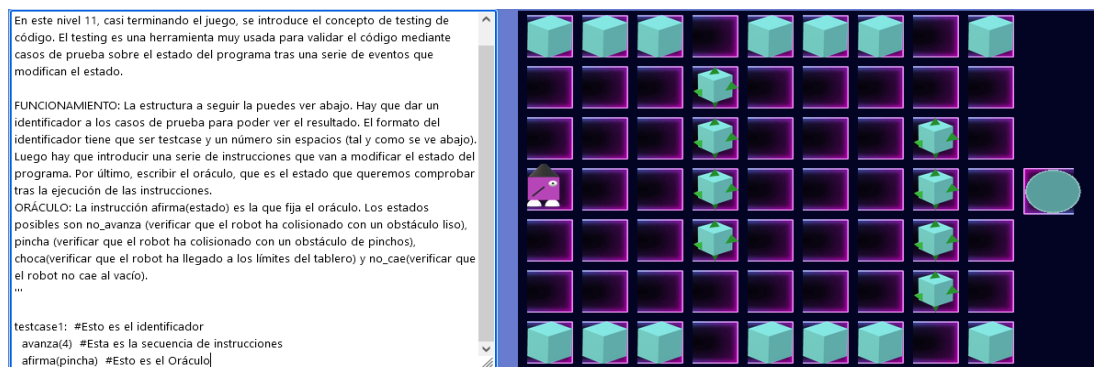 En este nivel 11, casi terminando el juego, se introduce el concepto de testing de
código. El testing es una herramienta muy usada para validar el código mediante
casos de prueba sobre el estado del programa tras una serie de eventos que
modifican el estado.
FUNCIONAMIENTO: La estructura a seguir la puedes ver abajo. Hay que dar un
identificador a los casos de prueba para poder ver el resultado. El formato del
identificador tiene que ser testcase y un número sin espacios (tal y como se ve abajo).
Luego hay que introducir una serie de instrucciones que van a modificar el estado del
programa. Por último, escribir el oráculo, que es el estado que queremos comprobar
tras la ejecución de las instrucciones.
ORÁCULO: La instrucción afirma(estado) es la que fija el oráculo. Los estados
posibles son no_avanza (verificar que el robot ha colisionado con un obstáculo liso),
pincha (verificar que el robot ha colisionado con un obstáculo de pinchos),
choca(verificar que el robot ha llegado a los límites del tablero) y no_cae(verificar que
el robot no cae al vacío).
'''
testcase1:  #Esto es el identificador
  avanza(4)  #Esta es la secuencia de instrucciones
  afirma(pincha)  #Esto es el Oráculo